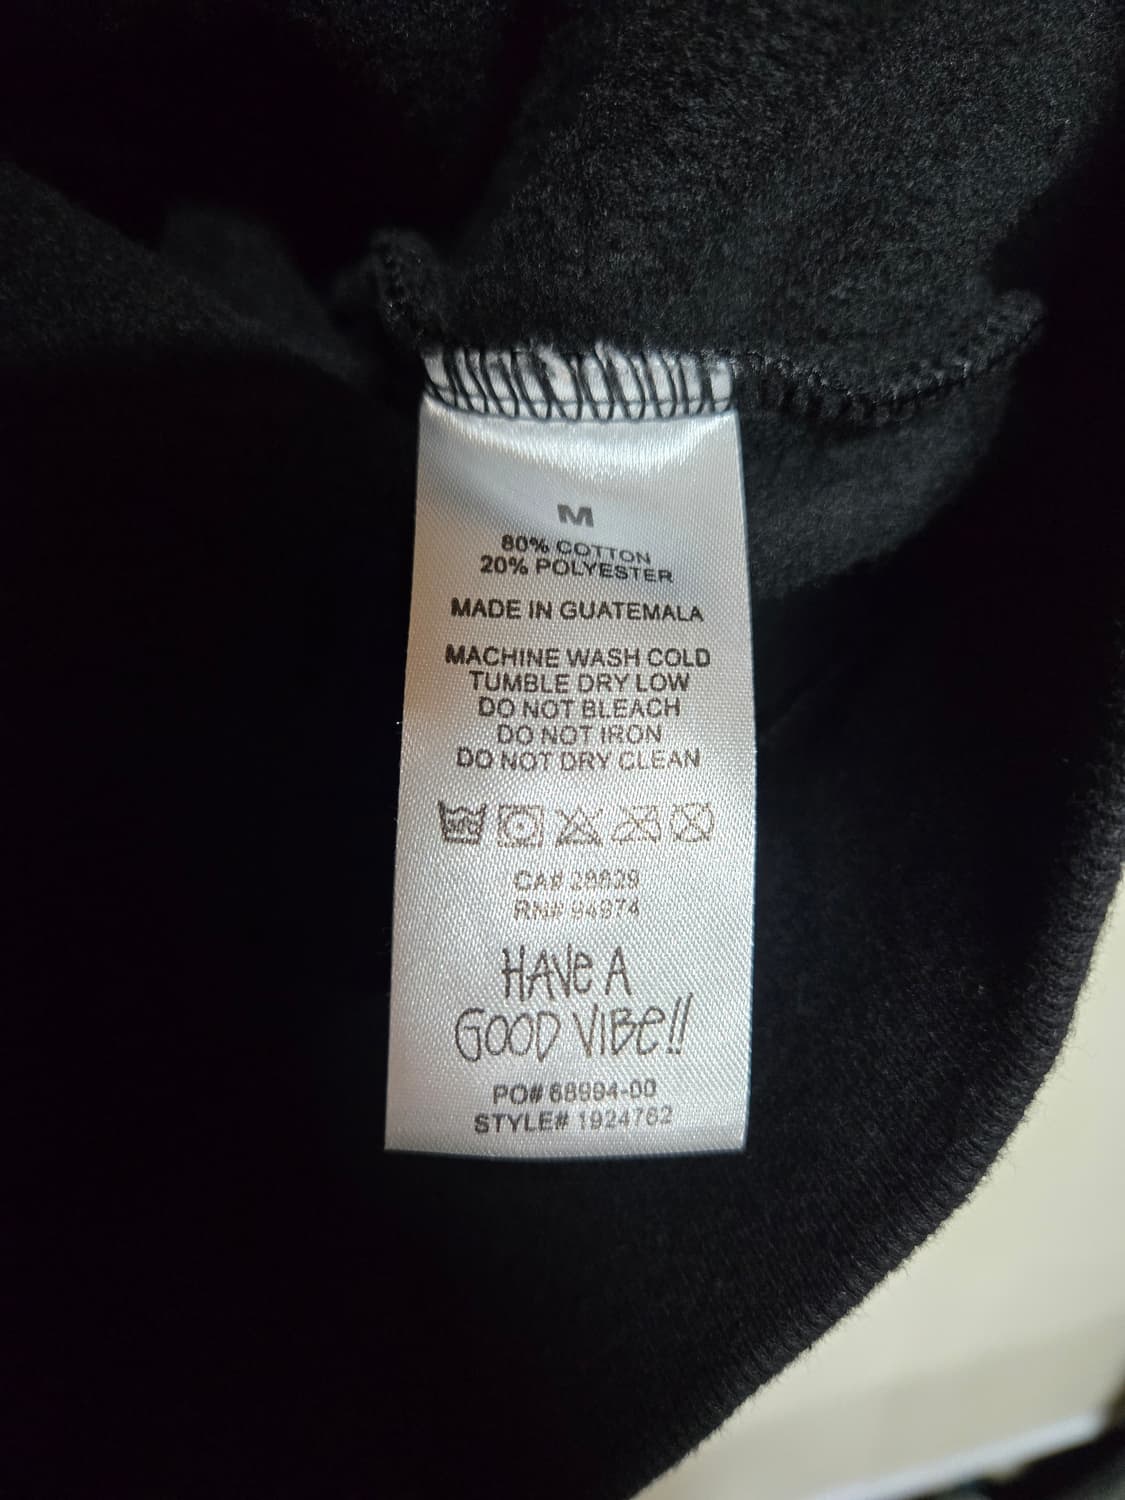 M
80% COTTON
20% POLYESTER
MADE IN GUATEMALA
MACHINE WASH COLD
TUMBLE DRY LOW
DO NOT BLEACH
DO NOT IRON
DO NOT DRY CLEAN
CA#
RN# 94974
HAVE A
GOOD VIBE!!
PO# 68994-00
STYLE# 1924762